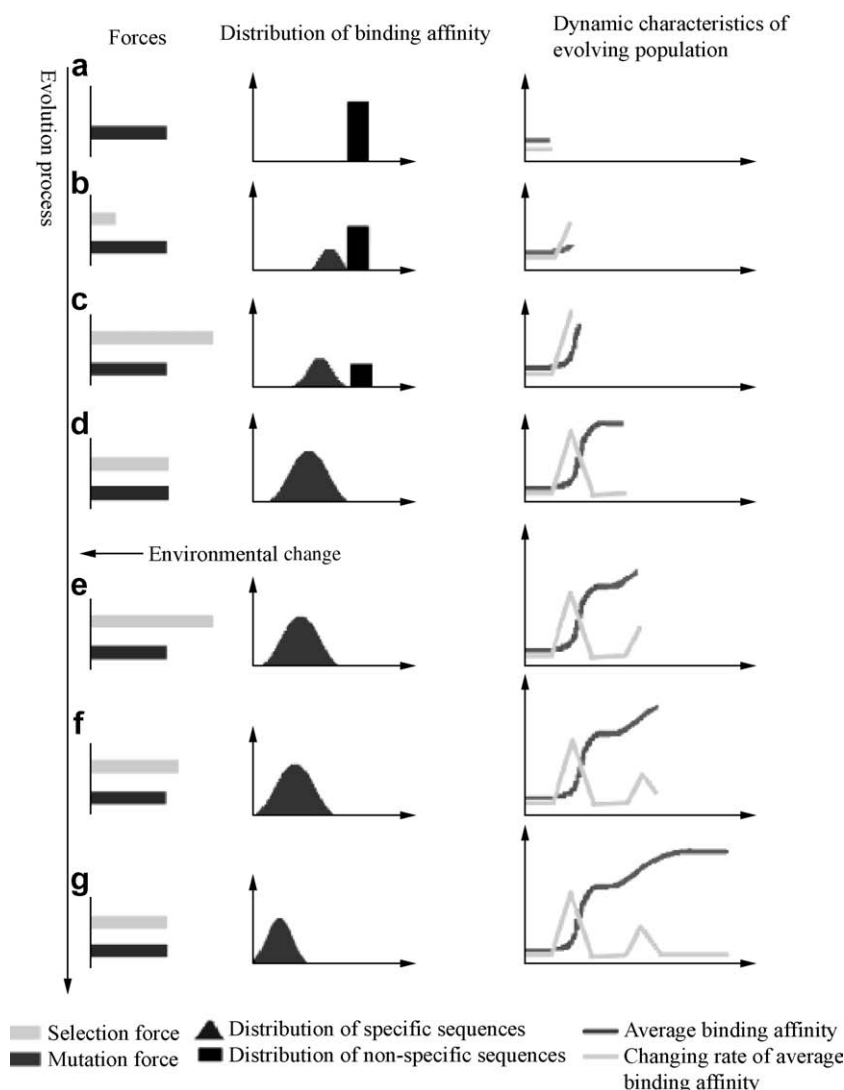 Forces
Distribution of binding affinity
Dynamic characteristics of
evolving population
Evolution process
a
b
c
d
Environmental change
e
f
g
Selection force
Mutation force
Distribution of specific sequences
Distribution of non-specific sequences
Average binding affinity
Changing rate of average
binding affinity